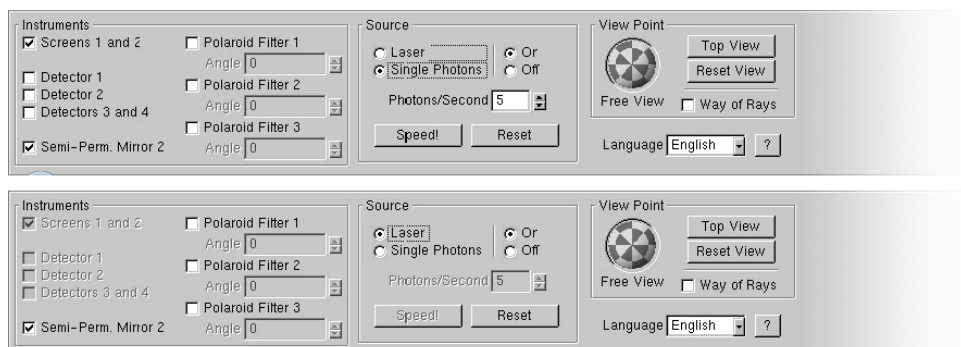 Instruments
Screens 1 and 2
Detector 1
Detector 2
Detectors 3 and 4
Semi-Perm. Mirror 2
Polaroid Filter 1
Angle 0
Polaroid Filter 2
Angle 0
Polaroid Filter 3
Angle 0
Source
Laser
Single Photons
Or
Off
Photons/Second 5
Speed!
Reset
View Point
Free View
Top View
Reset View
Way of Rays
Language English ?
Instruments
Screens 1 and 2
Detector 1
Detector 2
Detectors 3 and 4
Semi-Perm. Mirror 2
Polaroid Filter 1
Angle 0
Polaroid Filter 2
Angle 0
Polaroid Filter 3
Angle 0
Source
Laser
Single Photons
Or
Off
Photons/Second 5
Speed!
Reset
View Point
Free View
Top View
Reset View
Way of Rays
Language English ?